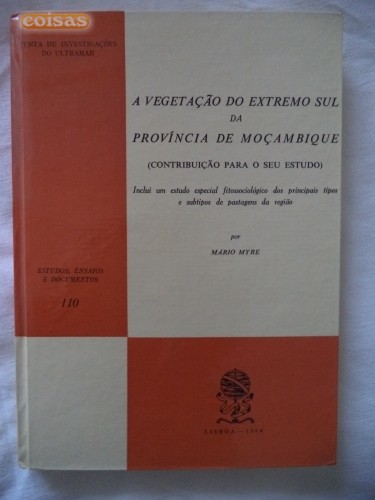 coisas
JUNTA DE INVESTIGAÇÕES
DO ULTRAMAR
A VEGETAÇÃO DO EXTREMO SUL
DA
PROVÍNCIA DE MOÇAMBIQUE
(CONTRIBUIÇÃO PARA O SEU ESTUDO)
Inclui um estudo especial fitossociológico dos principais tipos
e subtipos de pastagens da região
por
MÁRIO MYRE
ESTUDOS, ENSAIOS
E DOCUMENTOS
110
LISBOA — 1964